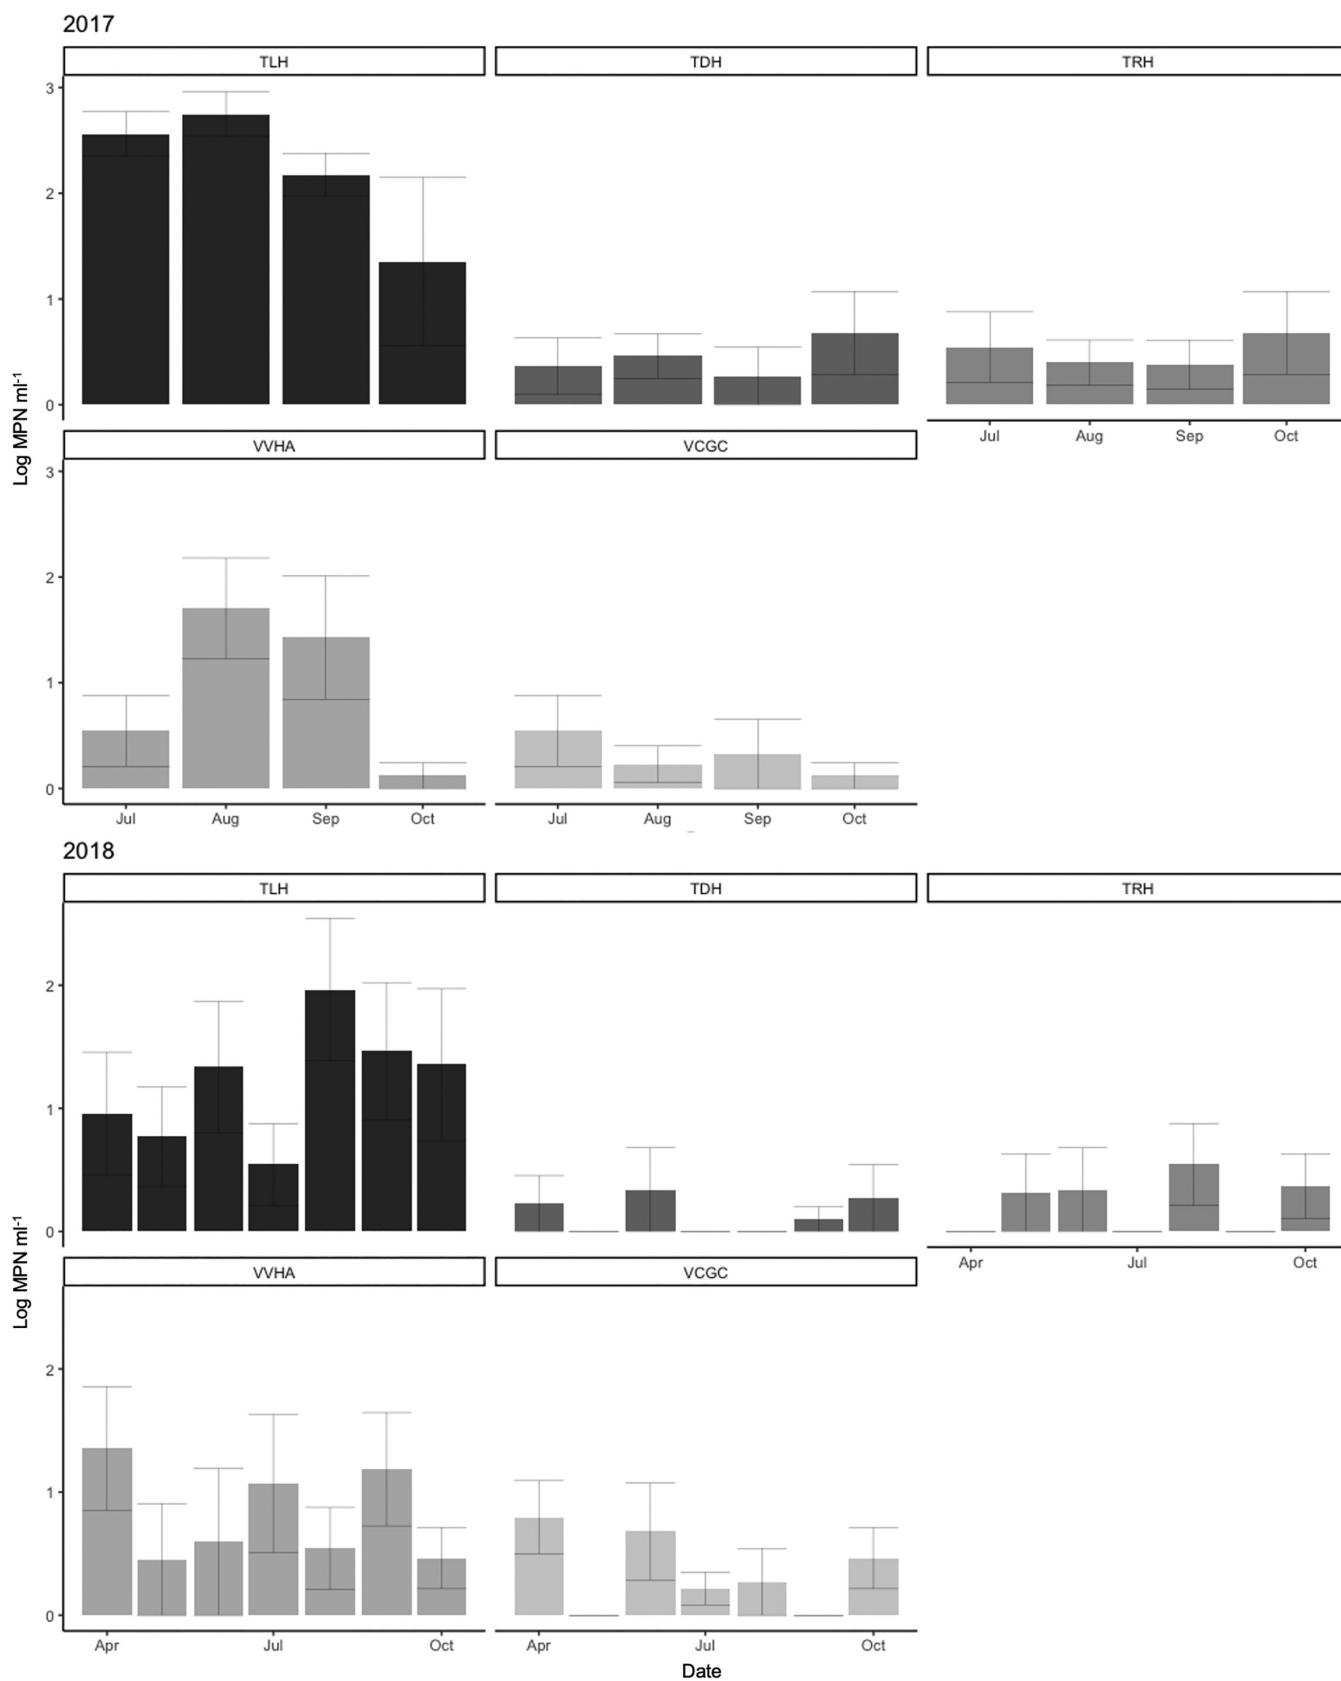 2017
TLH TDH TRH
3
2
1
0
Jul Aug Sep Oct
VVHA VCGC
3
2
1
0
Jul Aug Sep Oct Jul Aug Sep Oct
Log MPN ml⁻¹
2018
TLH TDH TRH
2
1
0
Apr Jul Oct
VVHA VCGC
2
1
0
Apr Jul Oct Apr Jul Oct
Log MPN ml⁻¹
Date